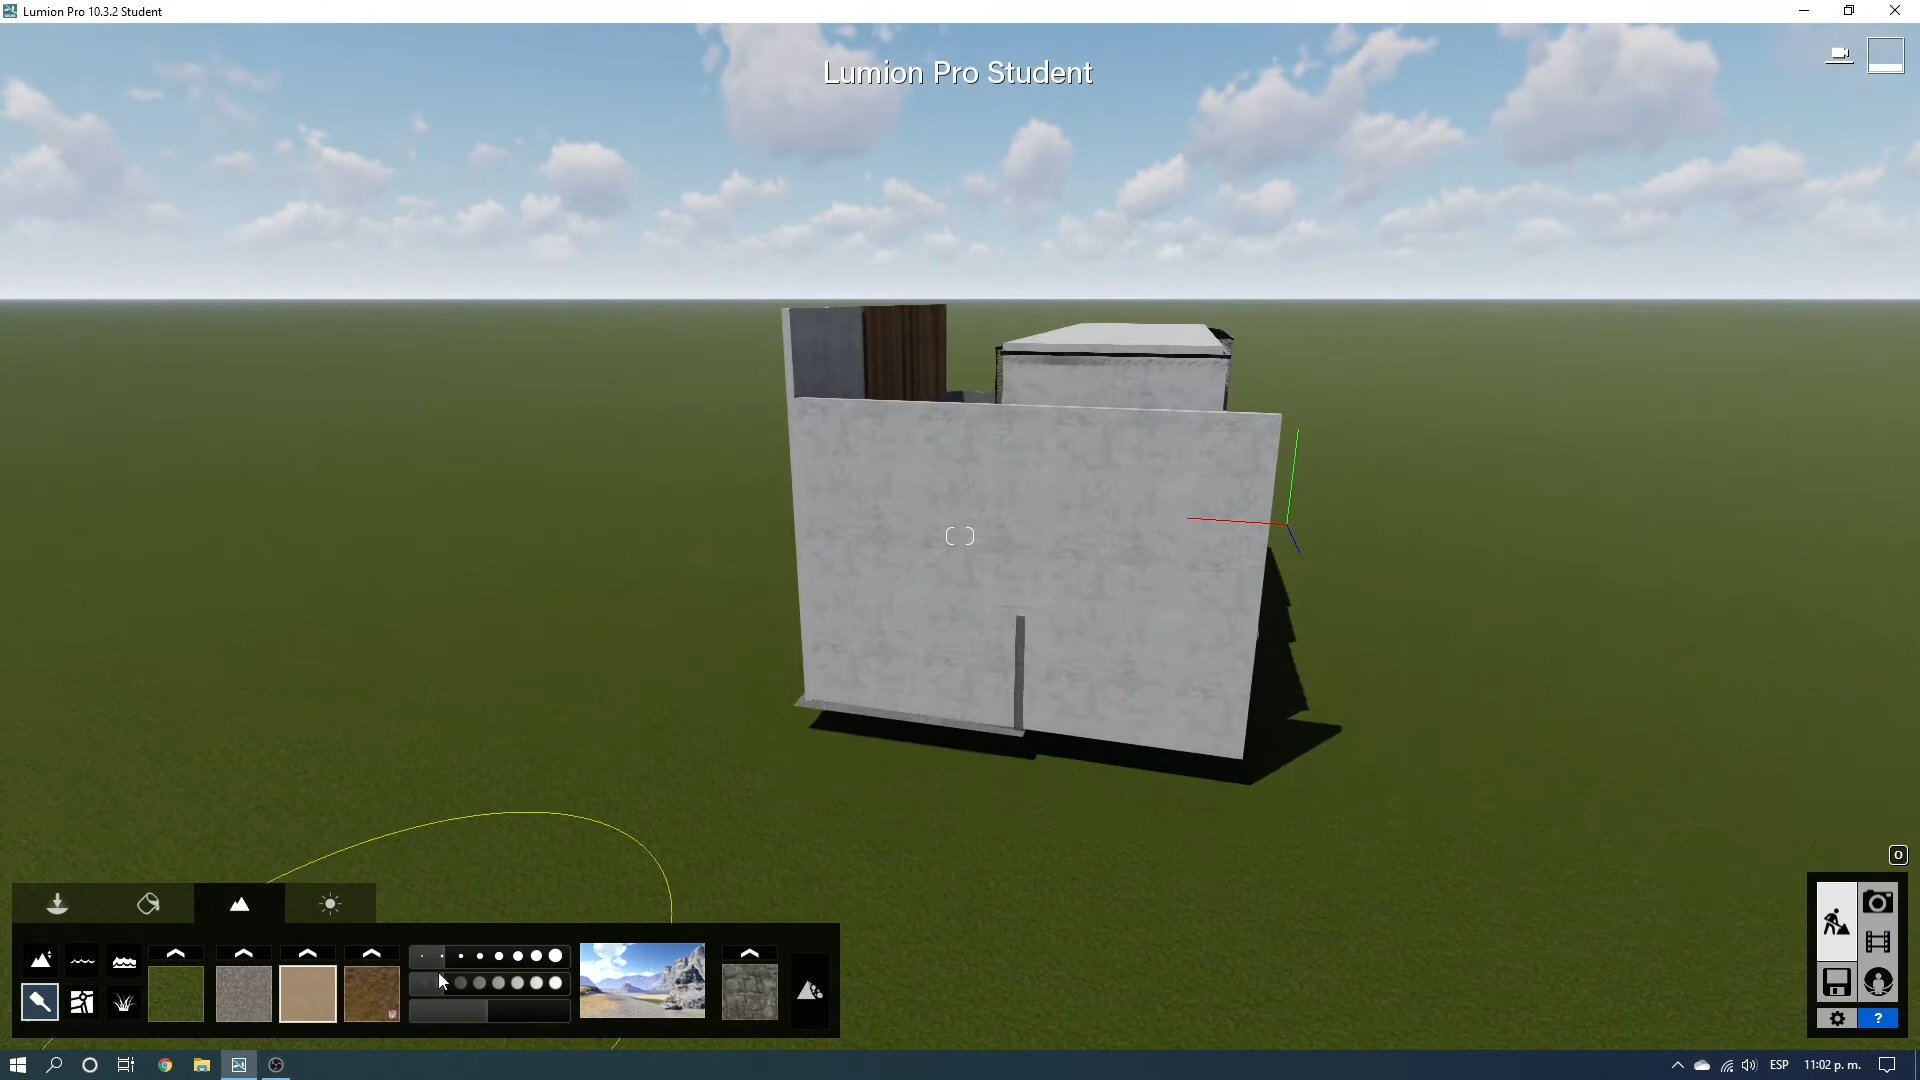 Lumion Pro 10.3.2 Student
Lumion Pro Student
O
?
ESP
11:02 p. m.